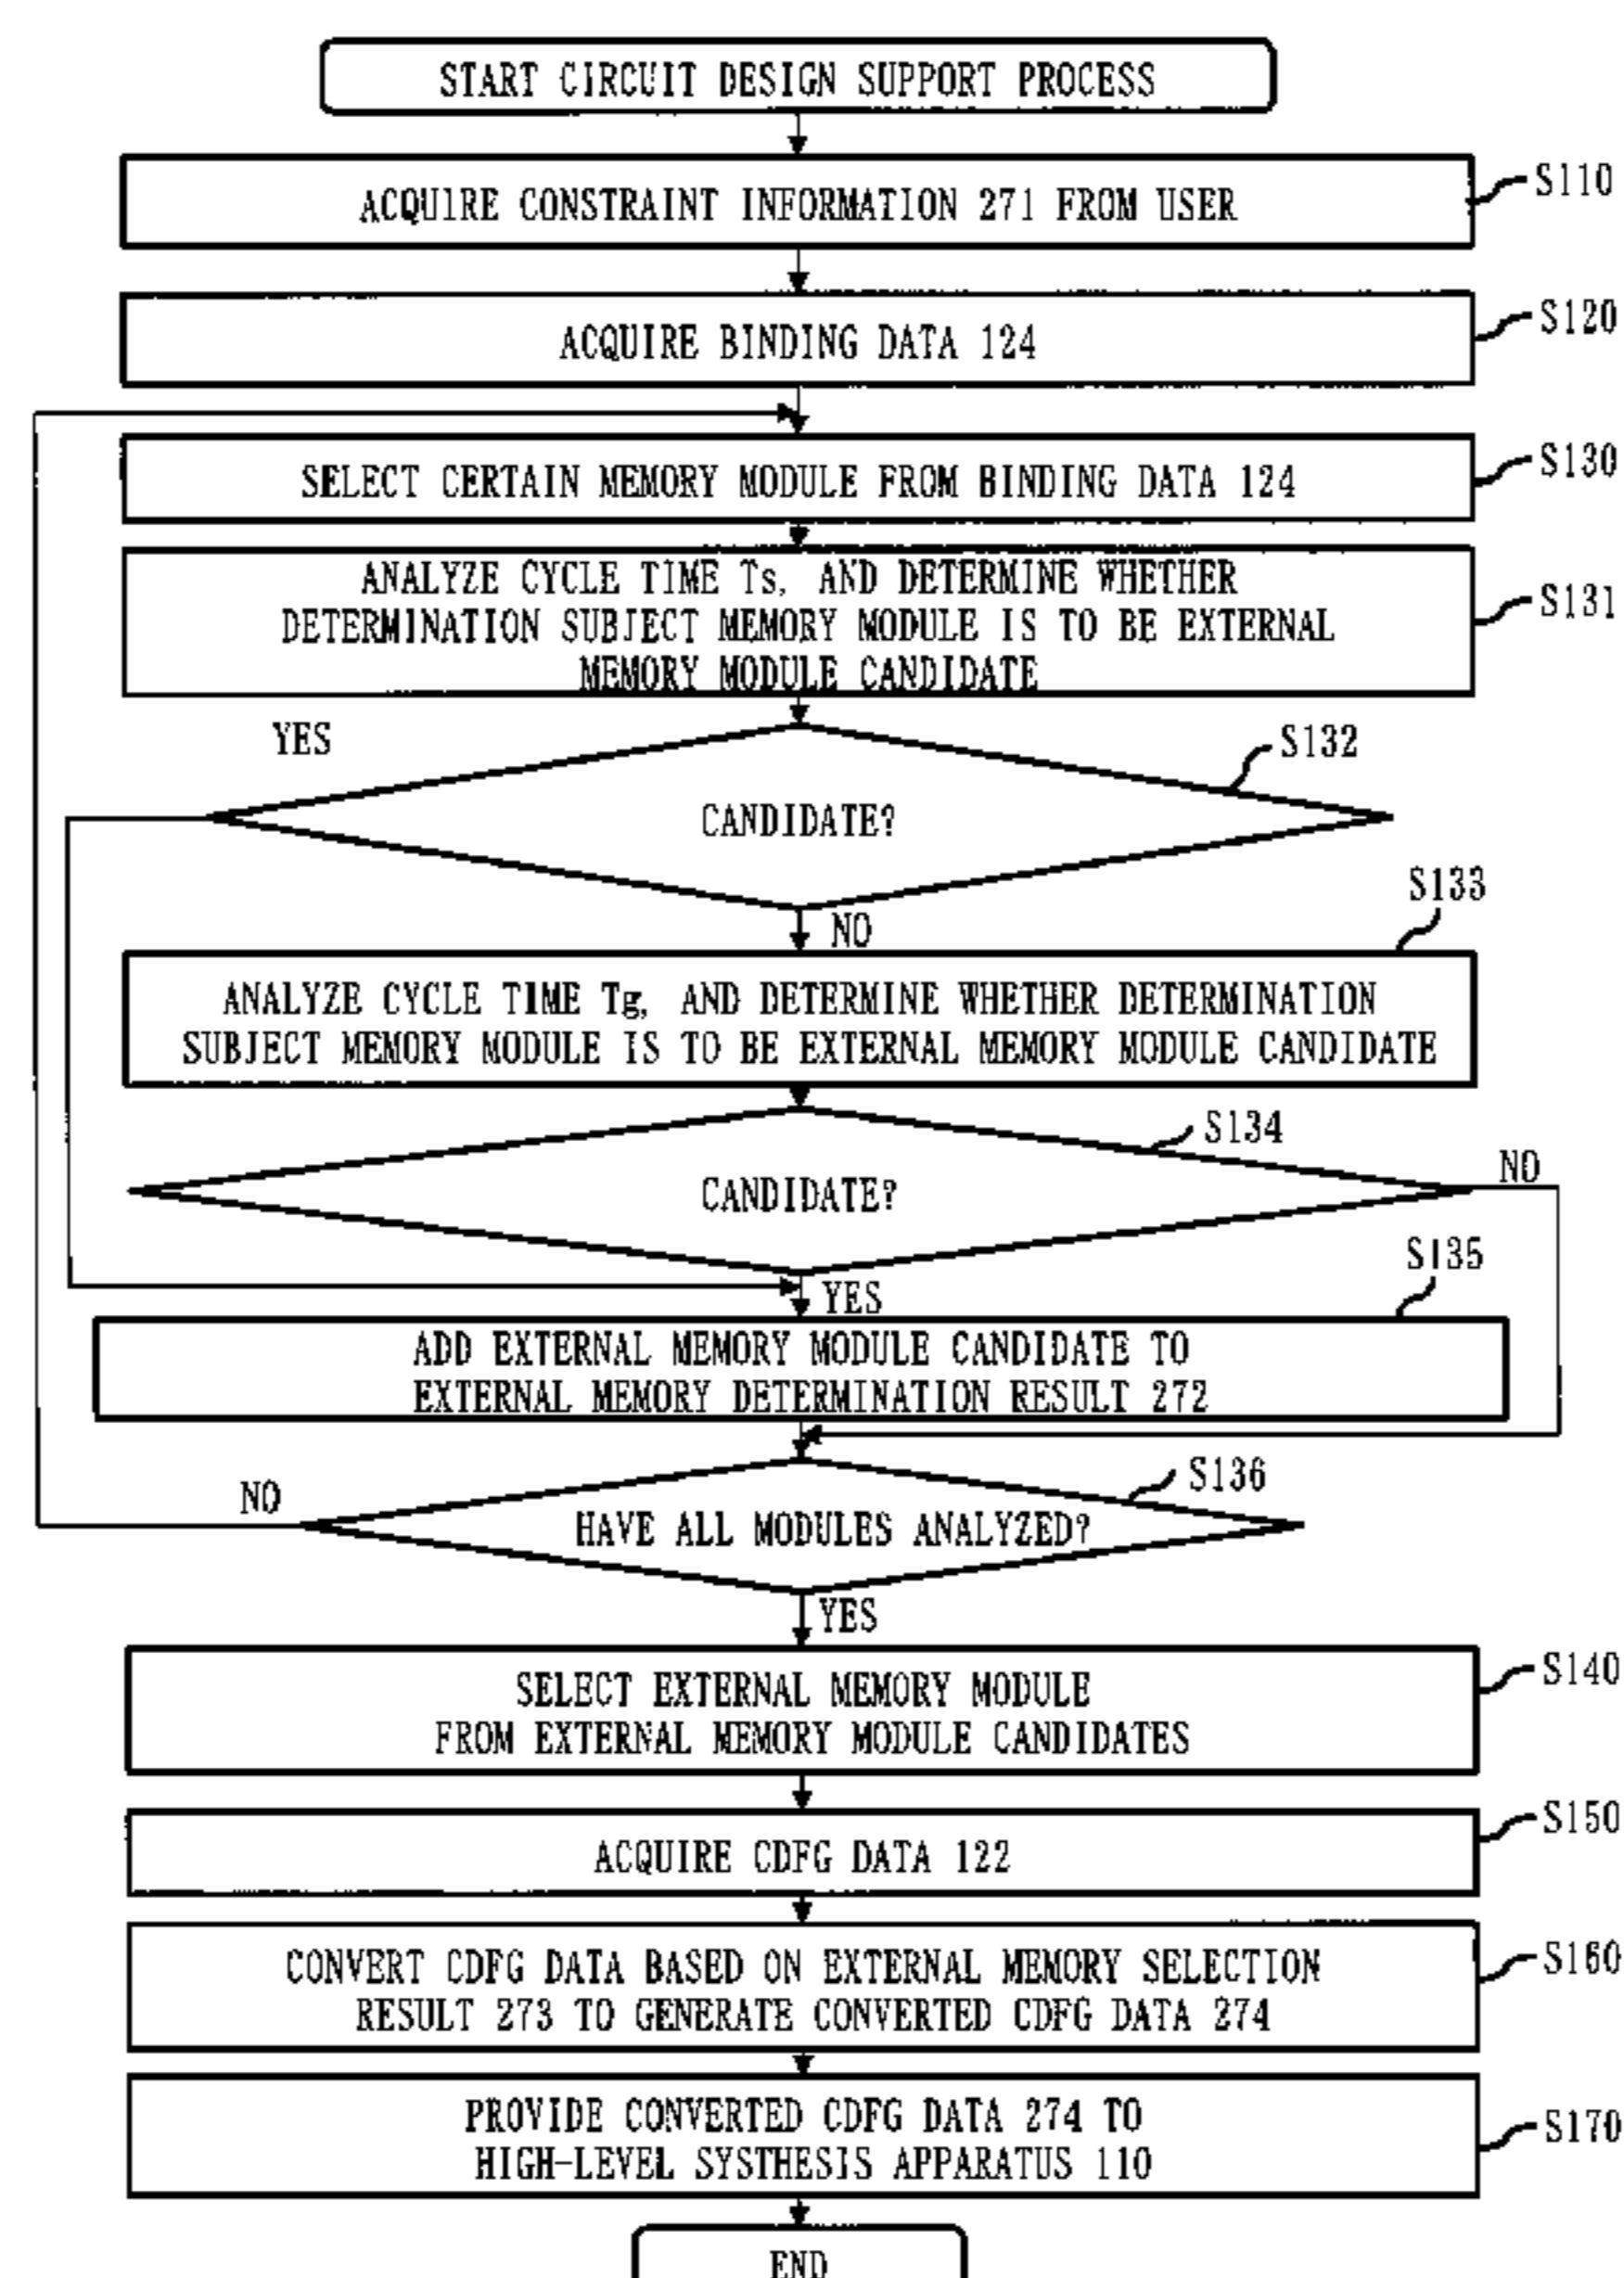 START CIRCUIT DESIGN SUPPORT PROCESS
ACQUIRE CONSTRAINT INFORMATION 271 FROM USER
S110
ACQUIRE BINDING DATA 124
S120
SELECT CERTAIN MEMORY MODULE FROM BINDING DATA 124
S130
ANALYZE CYCLE TIME Ts, AND DETERMINE WHETHER
DETERMINATION SUBJECT MEMORY MODULE IS TO BE EXTERNAL
MEMORY MODULE CANDIDATE
S131
YES
S132
CANDIDATE?
NO
S133
ANALYZE CYCLE TIME Tg, AND DETERMINE WHETHER DETERMINATION
SUBJECT MEMORY MODULE IS TO BE EXTERNAL MEMORY MODULE CANDIDATE
S134
NO
CANDIDATE?
YES
S135
ADD EXTERNAL MEMORY MODULE CANDIDATE TO
EXTERNAL MEMORY DETERMINATION RESULT 272
S136
NO
HAVE ALL MODULES ANALYZED?
YES
SELECT EXTERNAL MEMORY MODULE
FROM EXTERNAL MEMORY MODULE CANDIDATES
S140
ACQUIRE CDFG DATA 122
S150
CONVERT CDFG DATA BASED ON EXTERNAL MEMORY SELECTION
RESULT 273 TO GENERATE CONVERTED CDFG DATA 274
S160
PROVIDE CONVERTED CDFG DATA 274 TO
HIGH-LEVEL SYSTHESIS APPARATUS 110
S170
END